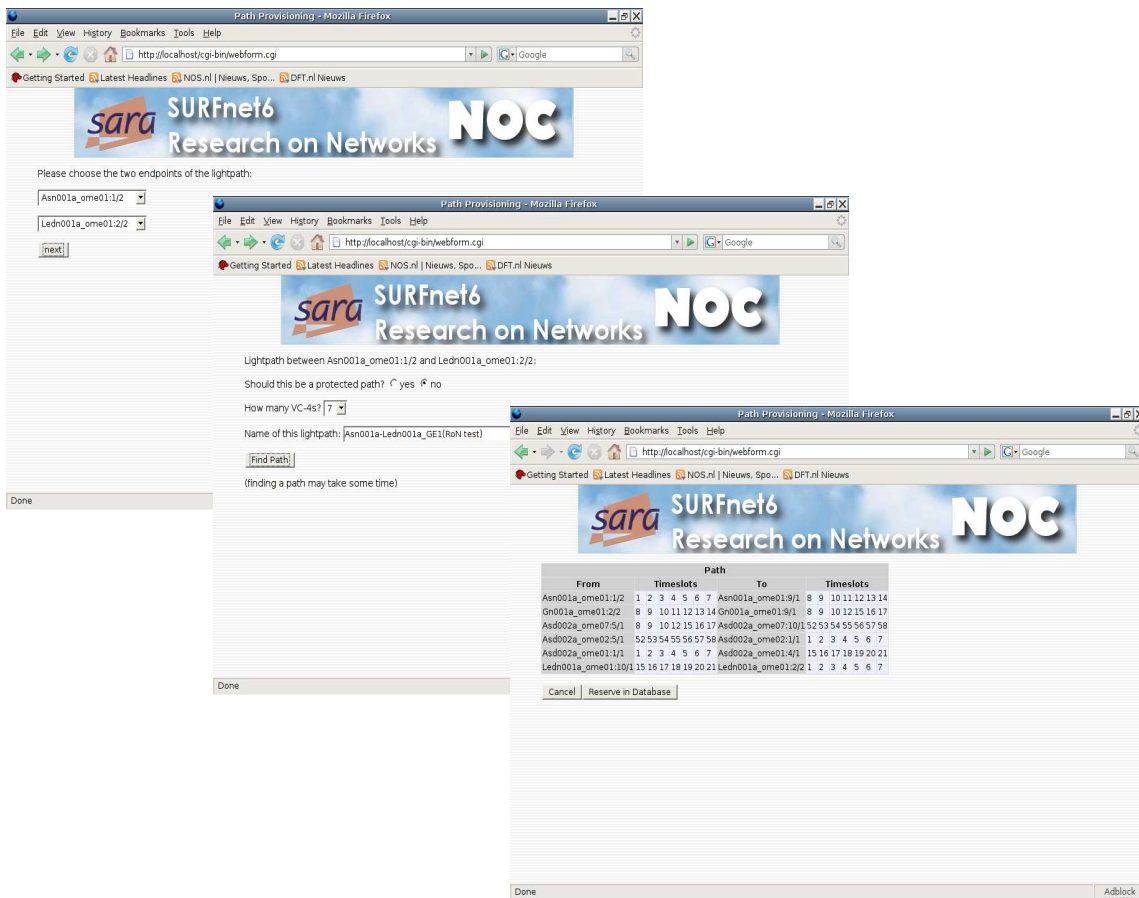 Path Provisioning - Mozilla Firefox
File Edit View History Bookmarks Tools Help
http://localhost/cgi-bin/webform.cgi
G Google
Getting Started Latest Headlines NOS.nl | Nieuws, Spo... DFT.nl Nieuws
sara SURFnet6 NOC
Research on Networks
Please choose the two endpoints of the lightpath:
Asn001a_ome01:1/2
Ledn001a_ome01:2/2
next
Done
Path Provisioning - Mozilla Firefox
File Edit View History Bookmarks Tools Help
http://localhost/cgi-bin/webform.cgi
G Google
Getting Started Latest Headlines NOS.nl | Nieuws, Spo... DFT.nl Nieuws
sara SURFnet6 NOC
Research on Networks
Lightpath between Asn001a_ome01:1/2 and Ledn001a_ome01:2/2:
Should this be a protected path? yes no
How many VC-4s? 7
Name of this lightpath: Asn001a-Ledn001a_GE1(RoN test)
Find Path
(finding a path may take some time)
Done
Path Provisioning - Mozilla Firefox
File Edit View History Bookmarks Tools Help
http://localhost/cgi-bin/webform.cgi
G Google
Getting Started Latest Headlines NOS.nl | Nieuws, Spo... DFT.nl Nieuws
sara SURFnet6 NOC
Research on Networks
Path
From Timeslots To Timeslots
Asn001a_ome01:1/2 1 2 3 4 5 6 7 Asn001a_ome01:9/1 8 9 10 11 12 13 14
Gn001a_ome01:2/2 8 9 10 11 12 13 14 Gn001a_ome01:9/1 8 9 10 12 15 16 17
Asd002a_ome07:5/1 8 9 10 12 15 16 17 Asd002a_ome07:10/1 52 53 54 55 56 57 58
Asd002a_ome02:5/1 52 53 54 55 56 57 58 Asd002a_ome02:1/1 1 2 3 4 5 6 7
Asd002a_ome01:1/1 1 2 3 4 5 6 7 Asd002a_ome01:4/1 15 16 17 18 19 20 21
Ledn001a_ome01:10/1 15 16 17 18 19 20 21 Ledn001a_ome01:2/2 1 2 3 4 5 6 7
Cancel Reserve in Database
Done Adblock